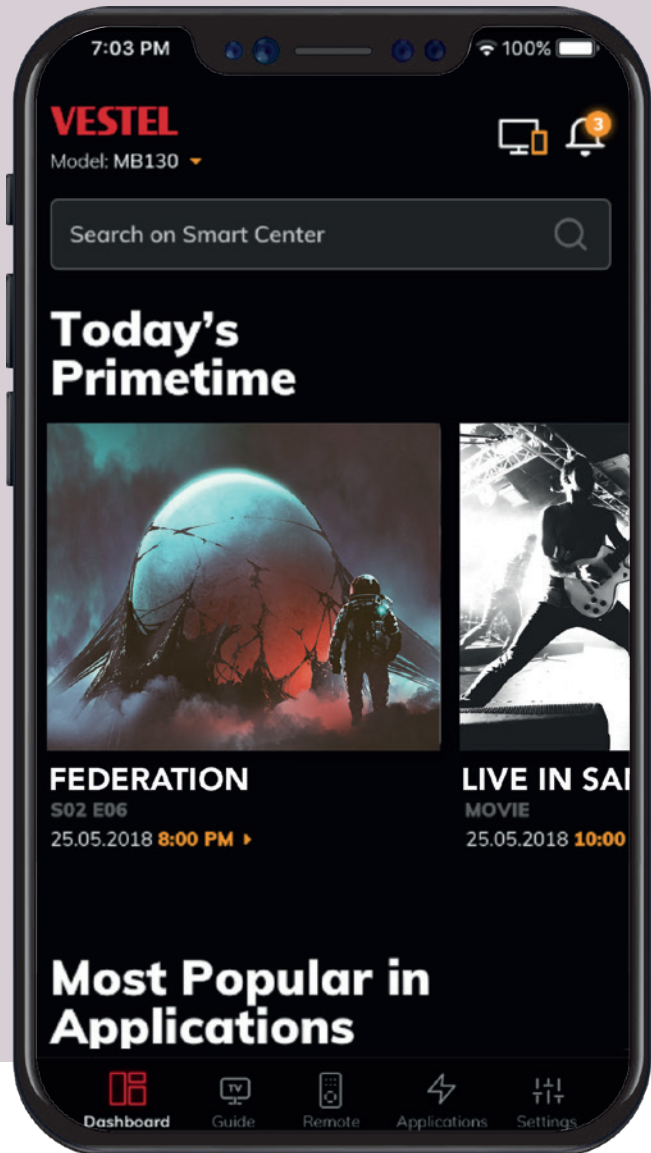 7:03 PM
100%
VESTEL
3
Model: MB130
Search on Smart Center
Today's
Primetime
FEDERATION
S02 E06
25.05.2018 8:00 PM
LIVE IN
MOVIE
25.05.2018 10:00
Most Popular in
Applications
TV
Dashboard
Guide
Remote
Applications
Settings